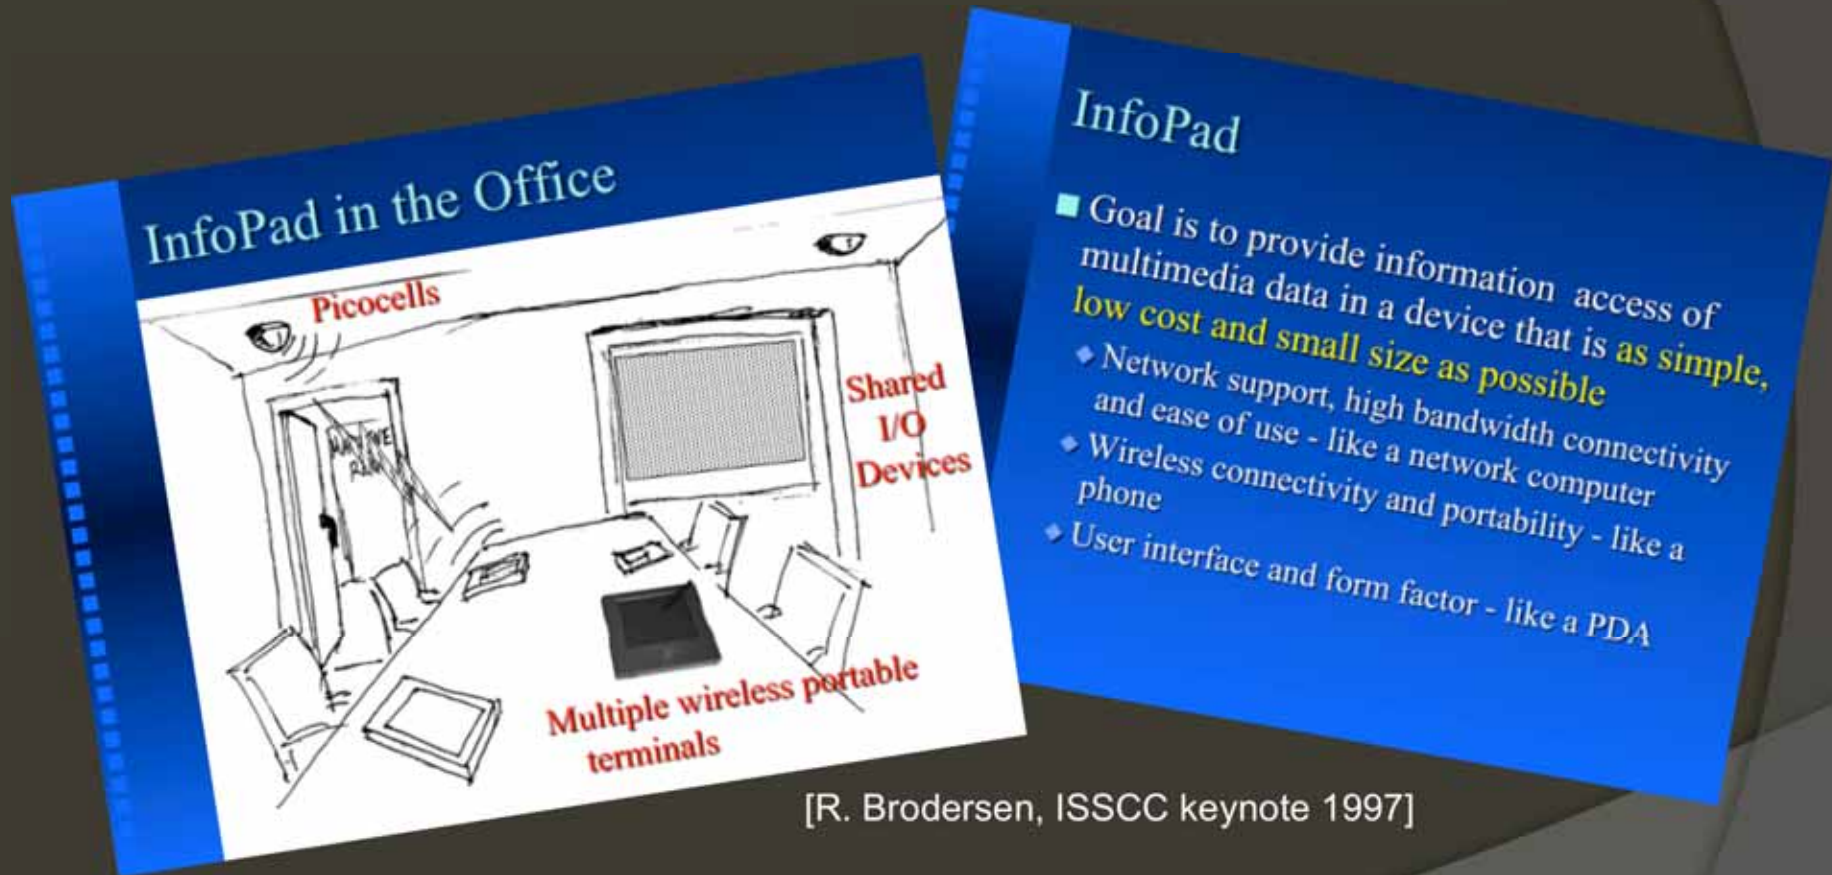 InfoPad in the Office
Picocells
Shared
I/O
Devices
Multiple wireless portable
terminals
InfoPad
Goal is to provide information access of
multimedia data in a device that is as simple,
low cost and small size as possible
Network support, high bandwidth connectivity
and ease of use - like a network computer
Wireless connectivity and portability - like a
phone
User interface and form factor - like a PDA
[R. Brodersen, ISSCC keynote 1997]